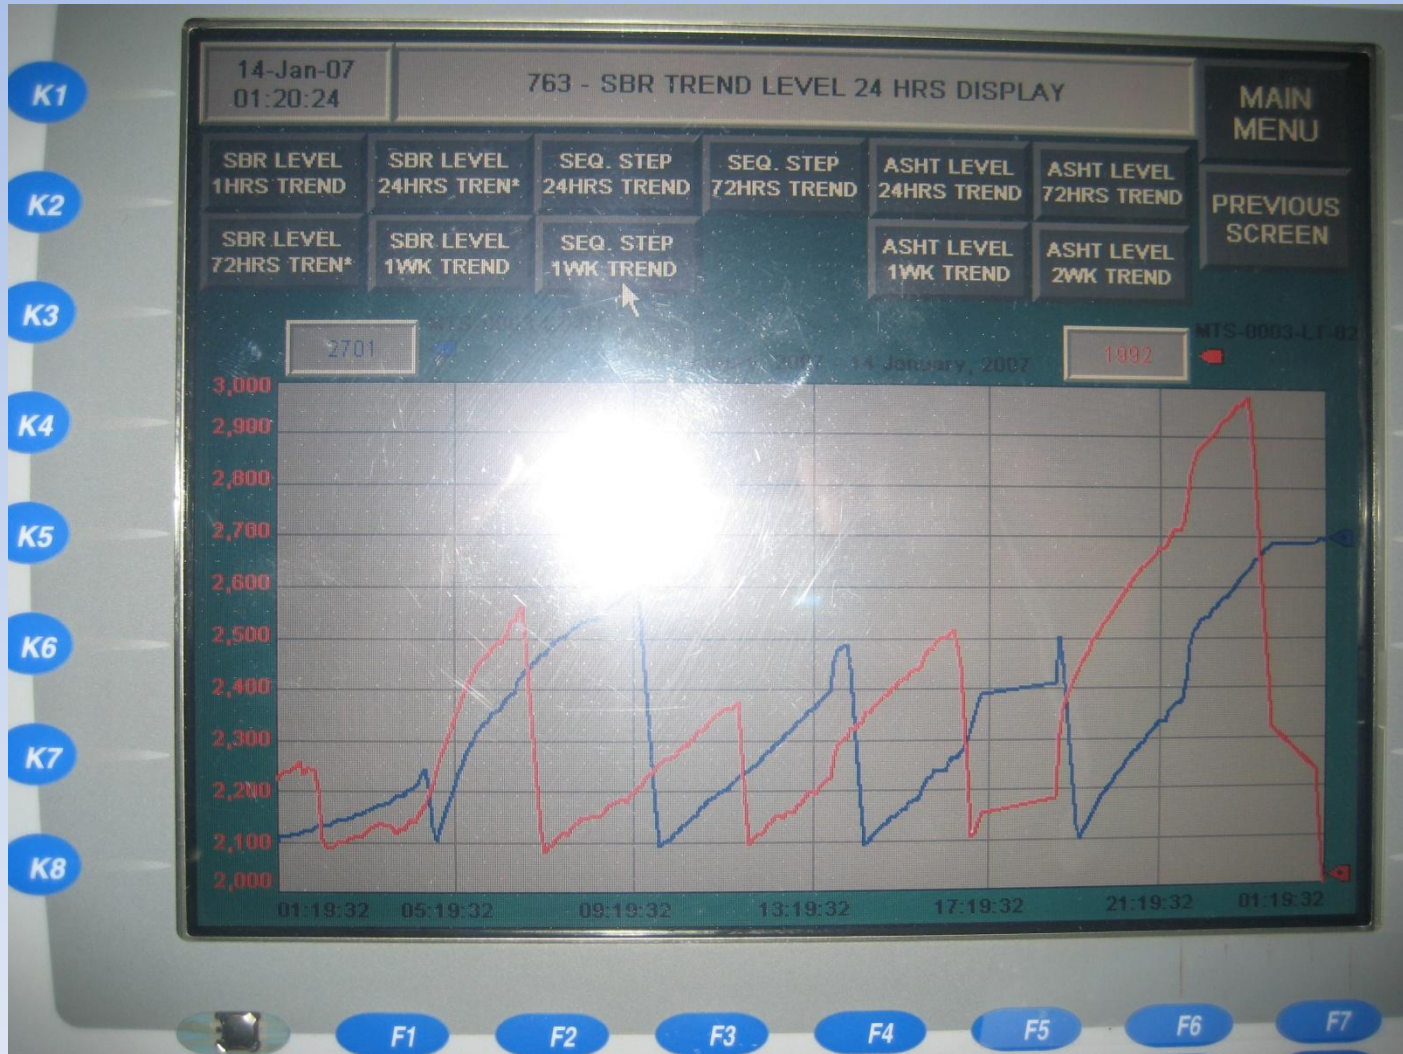 14-Jan-07
01:20:24
763 - SBR TREND LEVEL 24 HRS DISPLAY
MAIN
MENU
SBR LEVEL
1HRS TREND
SBR LEVEL
24HRS TREN*
SEQ. STEP
24HRS TREND
SEQ. STEP
72HRS TREND
ASHT LEVEL
24HRS TREND
ASHT LEVEL
72HRS TREND
PREVIOUS
SCREEN
SBR LEVEL
72HRS TREN*
SBR LEVEL
1WK TREND
SEQ. STEP
1WK TREND
ASHT LEVEL
1WK TREND
ASHT LEVEL
2WK TREND
2701
1992
MTS-0003-LT-02
2007 14 January, 2007
3,000
2,900
2,800
2,700
2,600
2,500
2,400
2,300
2,200
2,100
2,000
01:19:32 05:19:32 09:19:32 13:19:32 17:19:32 21:19:32 01:19:32
K1
K2
K3
K4
K5
K6
K7
K8
F1 F2 F3 F4 F5 F6 F7